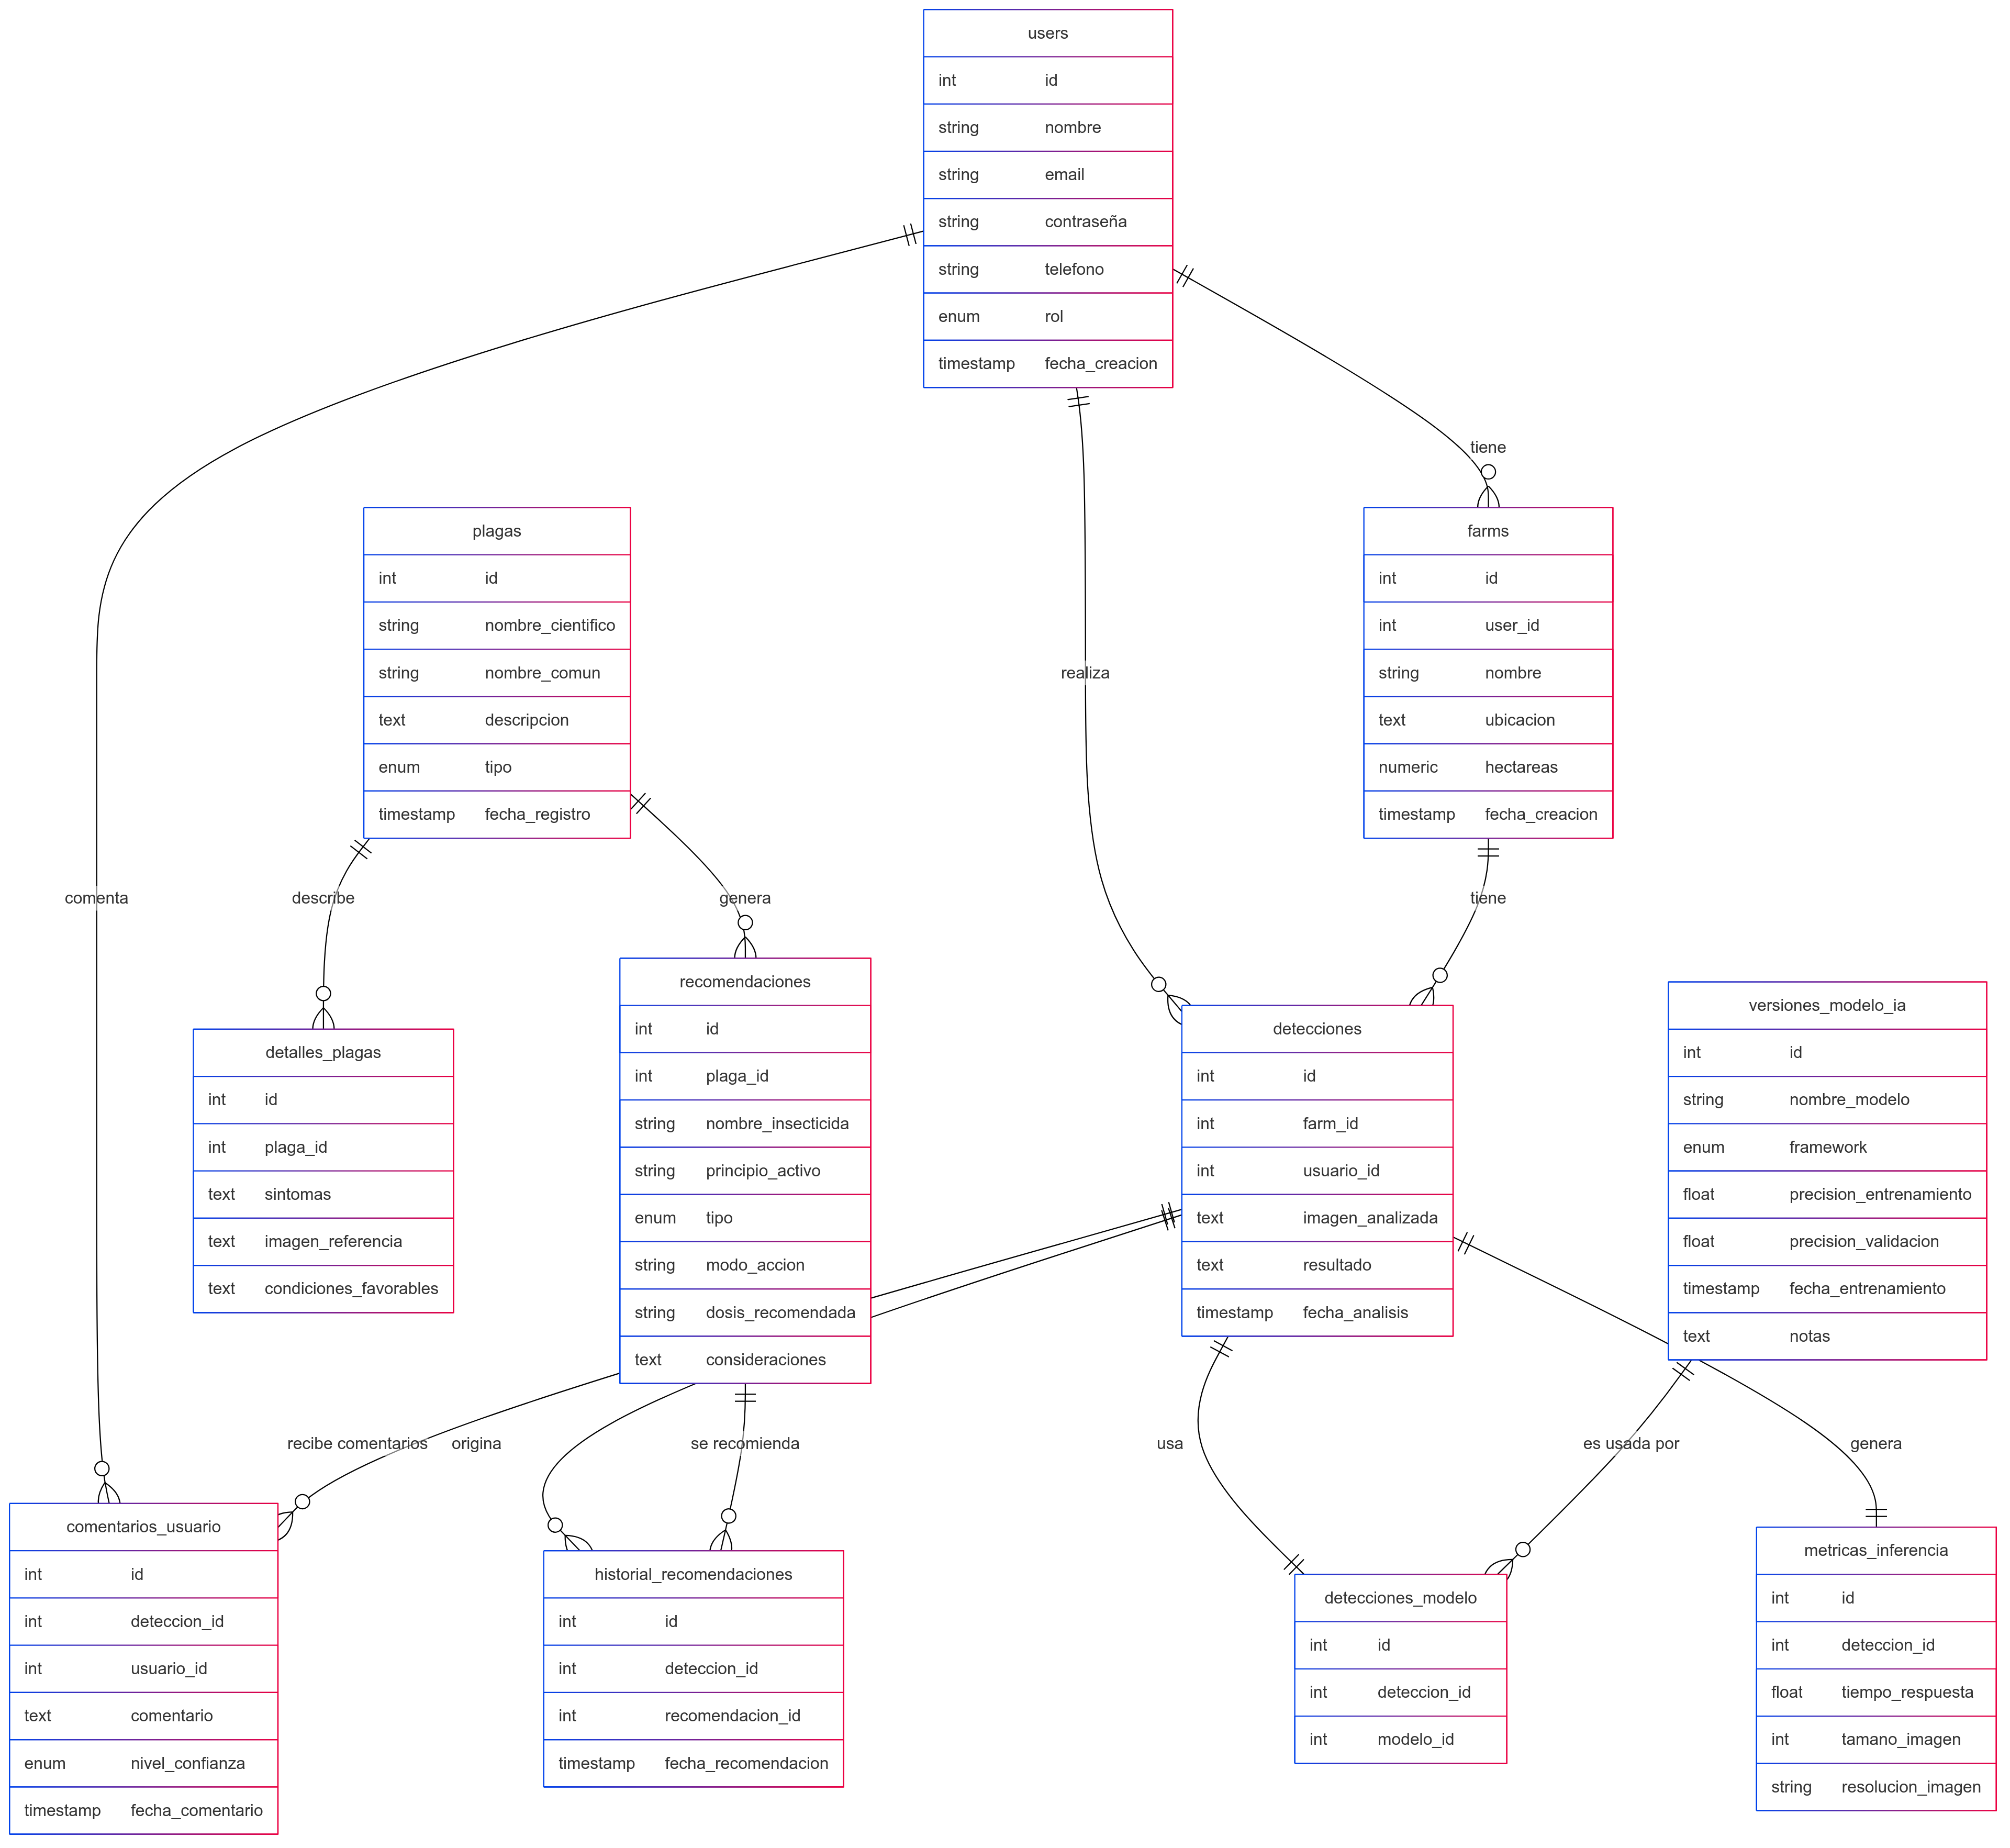 users
int id
string nombre
string email
string contraseña
string telefono
enum rol
timestamp fecha_creacion
tiene
plagas
int id
string nombre_cientifico
string nombre_comun
text descripcion
enum tipo
timestamp fecha_registro
realiza
farms
int id
int user_id
string nombre
text ubicacion
numeric hectareas
timestamp fecha_creacion
comenta
describe
genera
tiene
detalles_plagas
int id
int plaga_id
text sintomas
text imagen_referencia
text condiciones_favorables
recomendaciones
int id
int plaga_id
string nombre_insecticida
string principio_activo
enum tipo
string modo_accion
string dosis_recomendada
text consideraciones
detecciones
int id
int farm_id
int usuario_id
text imagen_analizada
text resultado
timestamp fecha_analisis
versiones_modelo_ia
int id
string nombre_modelo
enum framework
float precision_entrenamiento
float precision_validacion
timestamp fecha_entrenamiento
text notas
recibe comentarios
origina
se recomienda
usa
es usada por
genera
comentarios_usuario
int id
int deteccion_id
int usuario_id
text comentario
enum nivel_confianza
timestamp fecha_comentario
historial_recomendaciones
int id
int deteccion_id
int recomendacion_id
timestamp fecha_recomendacion
detecciones_modelo
int id
int deteccion_id
int modelo_id
metricas_inferencia
int id
int deteccion_id
float tiempo_respuesta
int tamano_imagen
string resolucion_imagen